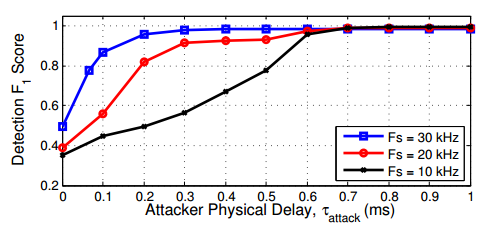 1
0.8
0.6
0.4
0.2
Detection F1 Score
Fs = 30 kHz
Fs = 20 kHz
Fs = 10 kHz
0 0.1 0.2 0.3 0.4 0.5 0.6 0.7 0.8 0.9 1
Attacker Physical Delay, τattack (ms)